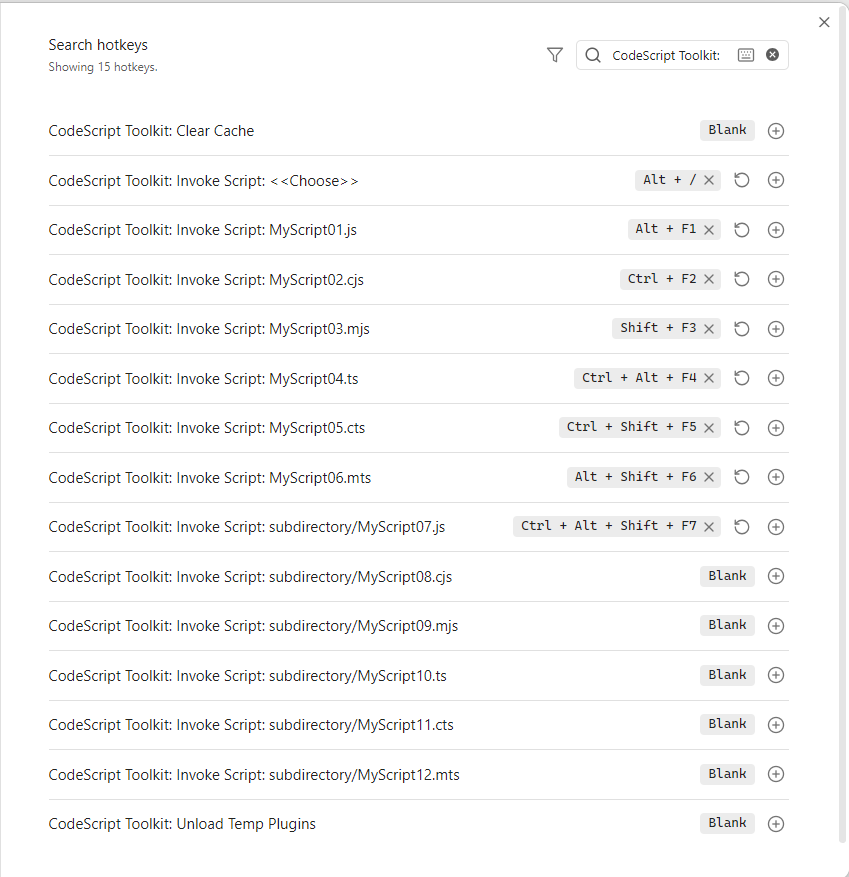 Search hotkeys
Showing 15 hotkeys.
CodeScript Toolkit:
CodeScript Toolkit: Clear Cache Blank
CodeScript Toolkit: Invoke Script: <<Choose>> Alt + /
CodeScript Toolkit: Invoke Script: MyScript01.js Alt + F1
CodeScript Toolkit: Invoke Script: MyScript02.cjs Ctrl + F2
CodeScript Toolkit: Invoke Script: MyScript03.mjs Shift + F3
CodeScript Toolkit: Invoke Script: MyScript04.ts Ctrl + Alt + F4
CodeScript Toolkit: Invoke Script: MyScript05.cts Ctrl + Shift + F5
CodeScript Toolkit: Invoke Script: MyScript06.mts Alt + Shift + F6
CodeScript Toolkit: Invoke Script: subdirectory/MyScript07.js Ctrl + Alt + Shift + F7
CodeScript Toolkit: Invoke Script: subdirectory/MyScript08.cjs Blank
CodeScript Toolkit: Invoke Script: subdirectory/MyScript09.mjs Blank
CodeScript Toolkit: Invoke Script: subdirectory/MyScript10.ts Blank
CodeScript Toolkit: Invoke Script: subdirectory/MyScript11.cts Blank
CodeScript Toolkit: Invoke Script: subdirectory/MyScript12.mts Blank
CodeScript Toolkit: Unload Temp Plugins Blank